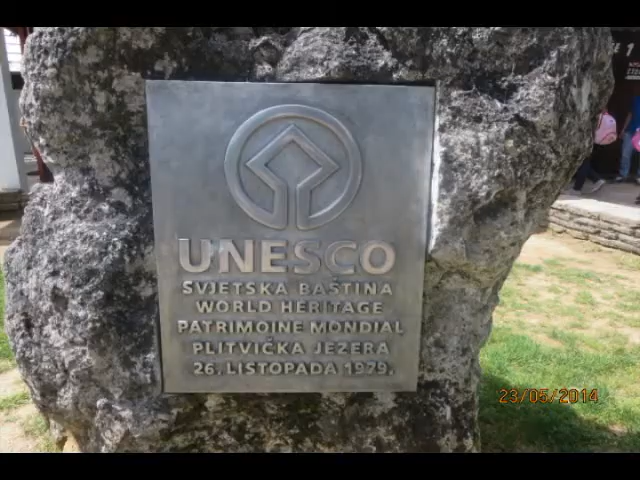 UNESCO
SVJETSKA BAŠTINA
WORLD HERITAGE
PATRIMOINE MONDIAL
PLITVIČKA JEZERA
26. LISTOPADA 1979.
23/05/2014